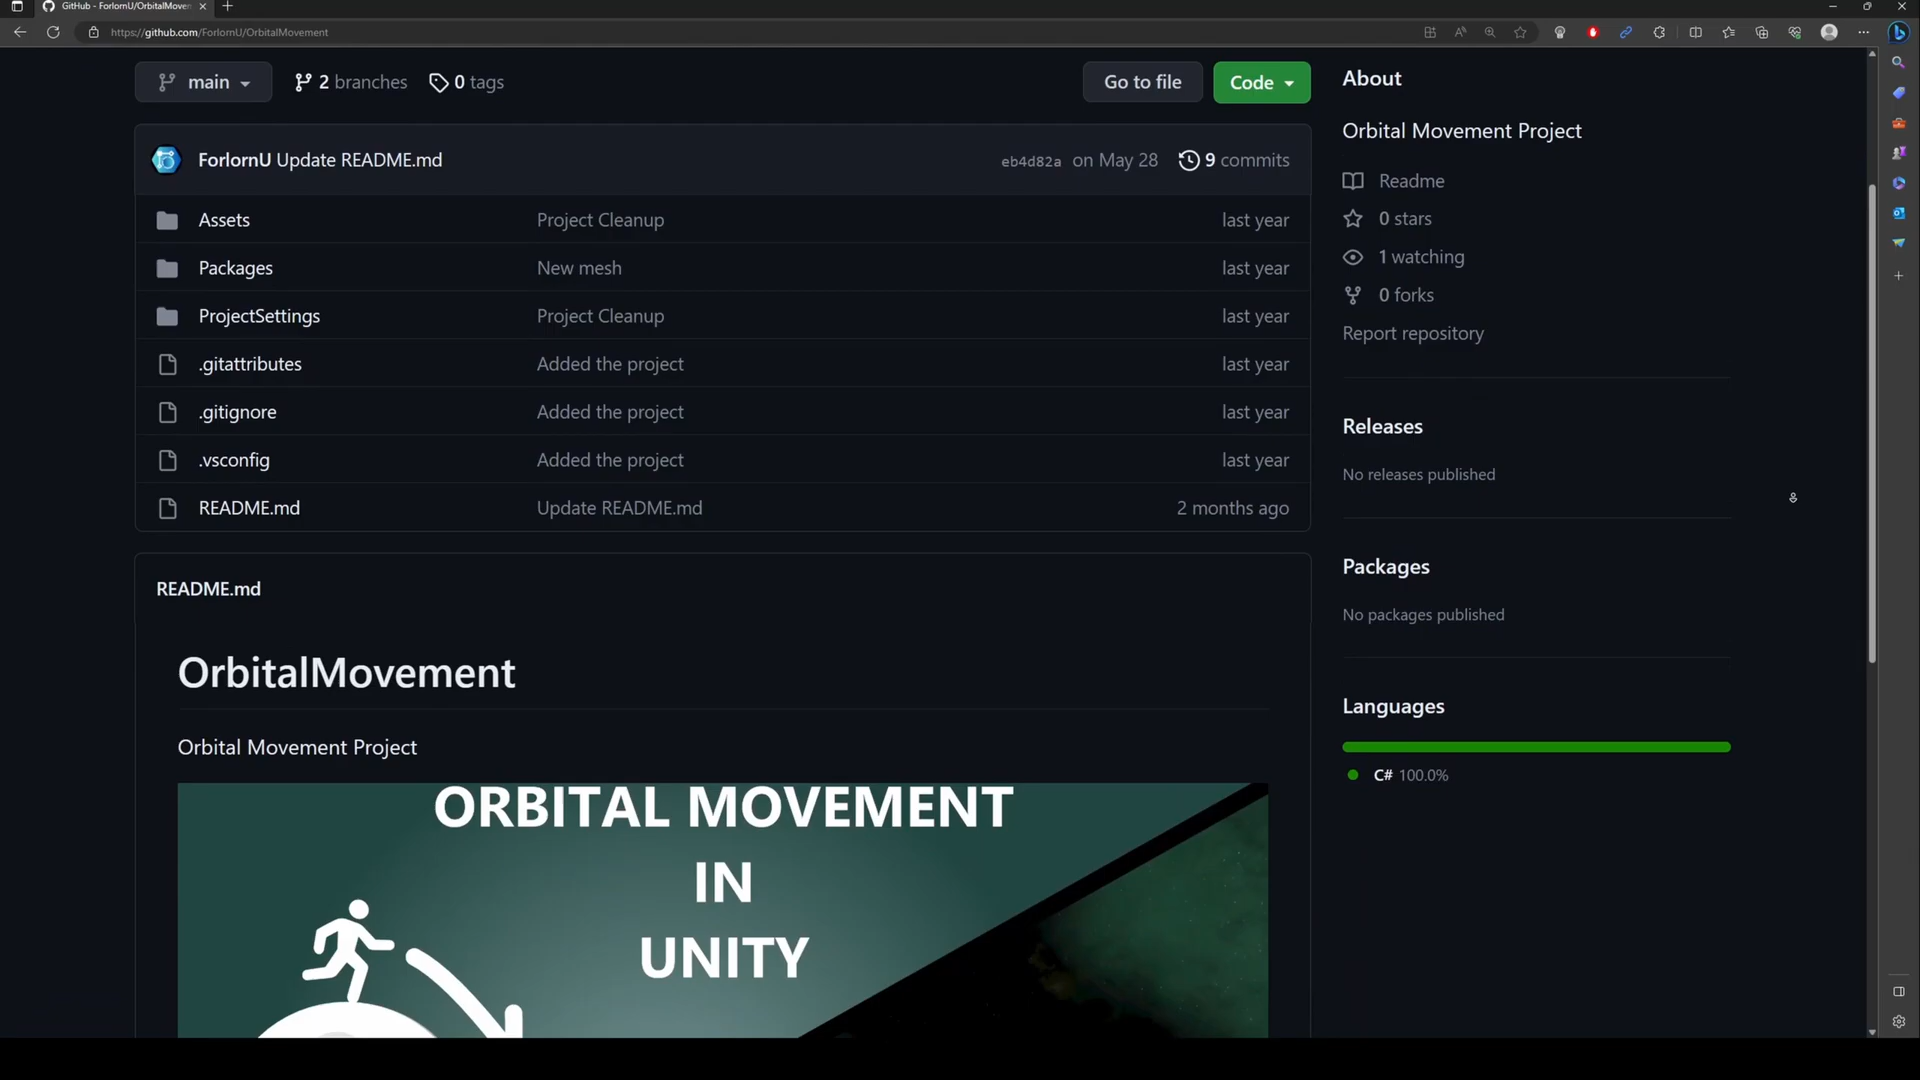 GitHub - ForlornU/OrbitalMovem
https://github.com/ForlornU/OrbitalMovement
main
2 branches
0 tags
Go to file
Code
ForlornU Update README.md
eb4d82a on May 28
9 commits
Assets
Project Cleanup
last year
Packages
New mesh
last year
ProjectSettings
Project Cleanup
last year
.gitattributes
Added the project
last year
.gitignore
Added the project
last year
.vsconfig
Added the project
last year
README.md
Update README.md
2 months ago
README.md
OrbitalMovement
Orbital Movement Project
ORBITAL MOVEMENT
IN
UNITY
About
Orbital Movement Project
Readme
0 stars
1 watching
0 forks
Report repository
Releases
No releases published
Packages
No packages published
Languages
C# 100.0%